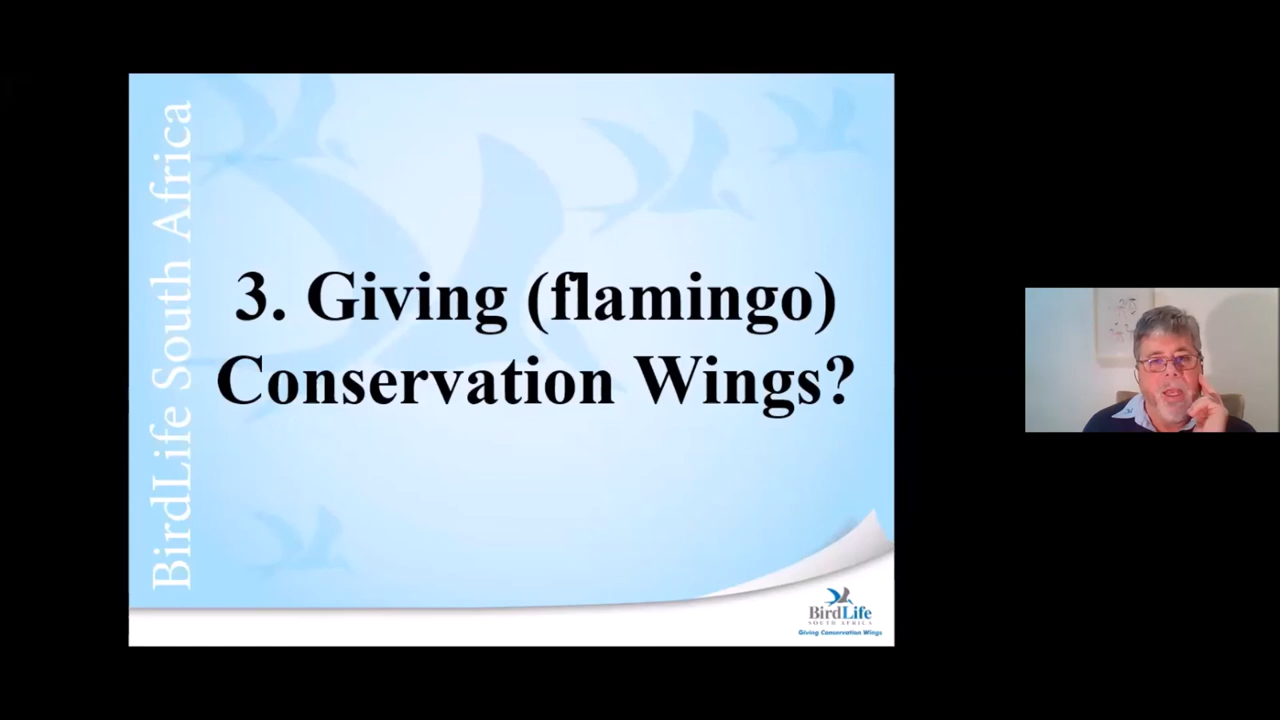 BirdLife South Africa
3. Giving (flamingo)
Conservation Wings?
BirdLife
SOUTH AFRICA
Giving Conservation Wings